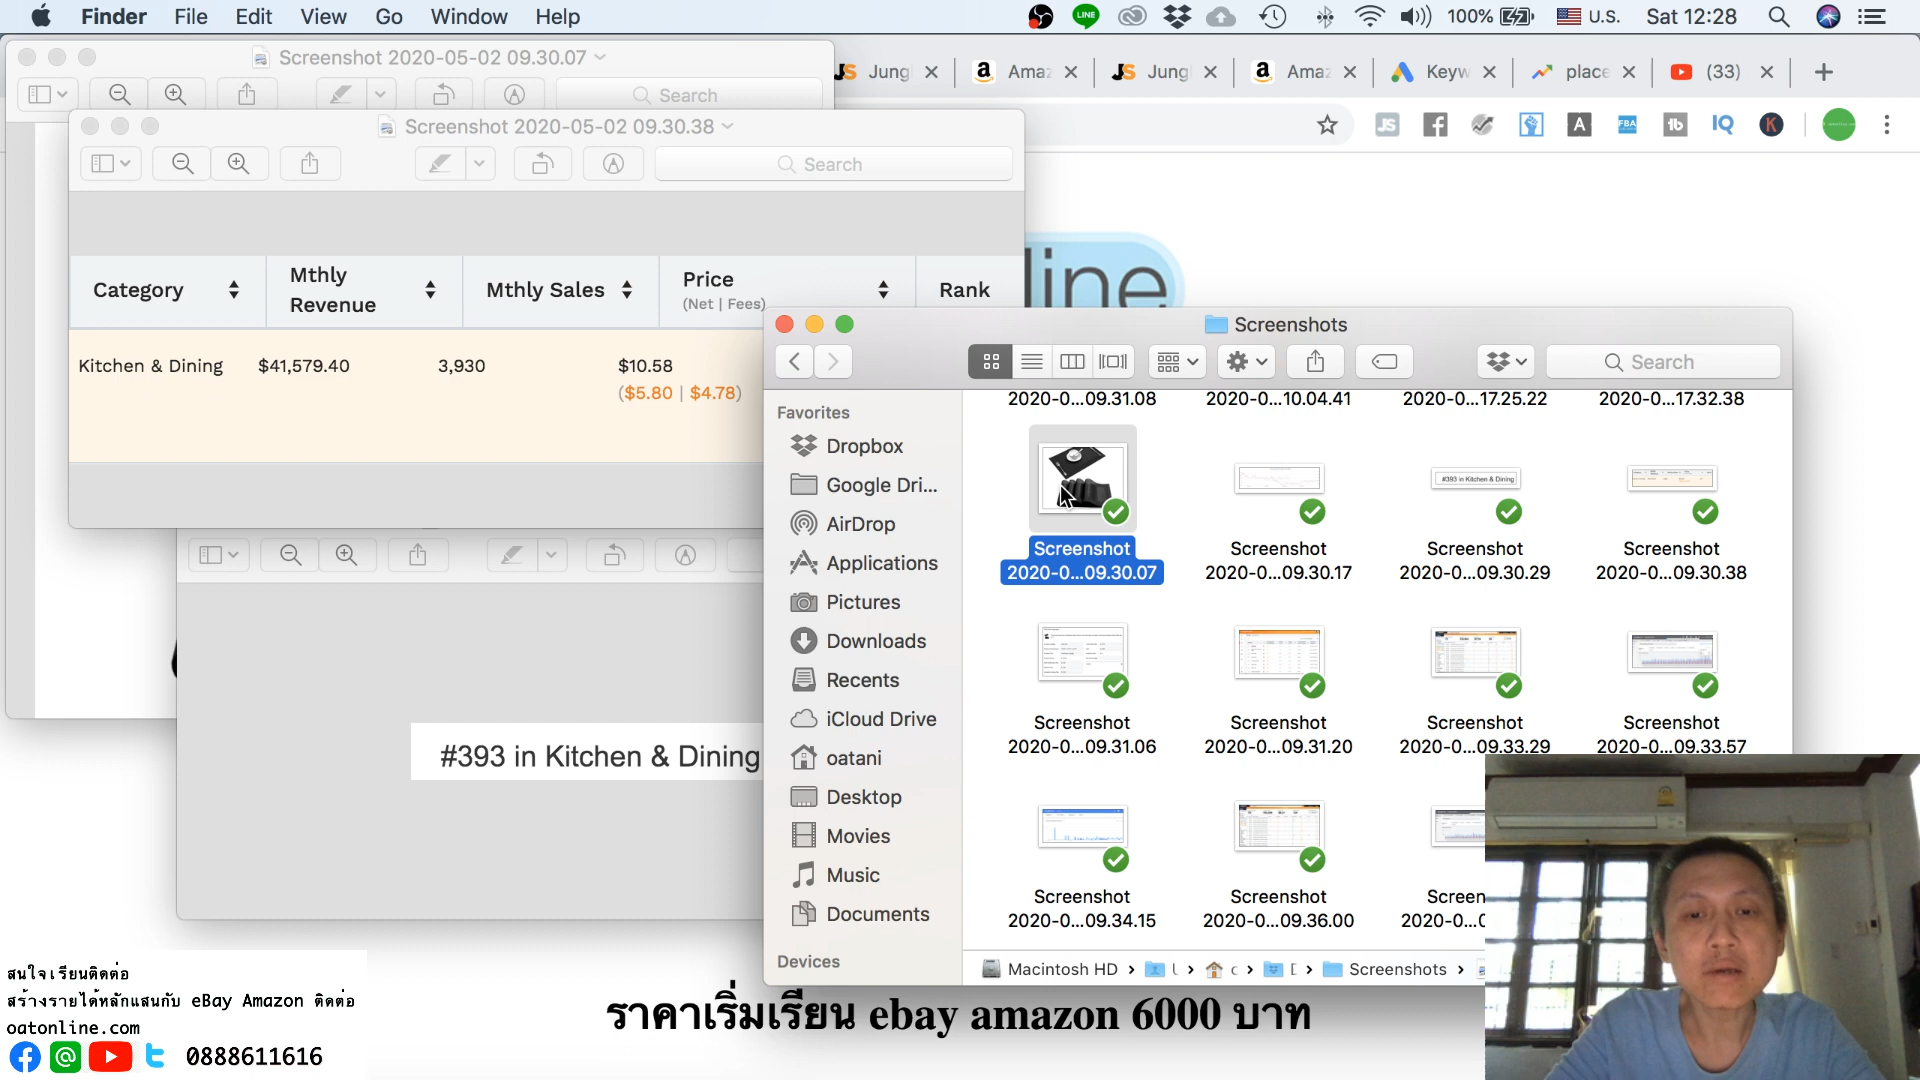 Finder File Edit View Go Window Help 100% U.S. Sat 12:28
Screenshot 2020-05-02 09.30.07
Search
Jungl Amaz Jungl Amaz Keyw place (33)
Screenshot 2020-05-02 09.30.38
Search
Category
Mthly Revenue
Mthly Sales
Price
(Net | Fees)
Rank
Kitchen & Dining $41,579.40 3,930 $10.58
($5.80 | $4.78)
line
#393 in Kitchen & Dining
Screenshots
Search
Favorites
Dropbox
Google Dri...
AirDrop
Applications
Pictures
Downloads
Recents
iCloud Drive
oatani
Desktop
Movies
Music
Documents
Devices
2020-0...09.31.08 2020-0...10.04.41 2020-0...17.25.22 2020-0...17.32.38
#393 in Kitchen & Dining
Screenshot Screenshot Screenshot Screenshot
2020-0...09.30.07 2020-0...09.30.17 2020-0...09.30.29 2020-0...09.30.38
Screenshot Screenshot Screenshot Screenshot
2020-0...09.31.06 2020-0...09.31.20 2020-0...09.33.29 2020-0...09.33.57
Screenshot Screenshot Screen
2020-0...09.34.15 2020-0...09.36.00 2020-0...0
Macintosh HD Screenshots
สนใจเรียนติดต่อ
สร้างรายได้หลักแสนกับ eBay Amazon ติดต่อ
oatonline.com
0888611616
ราคาเริ่มเรียน ebay amazon 6000 บาท